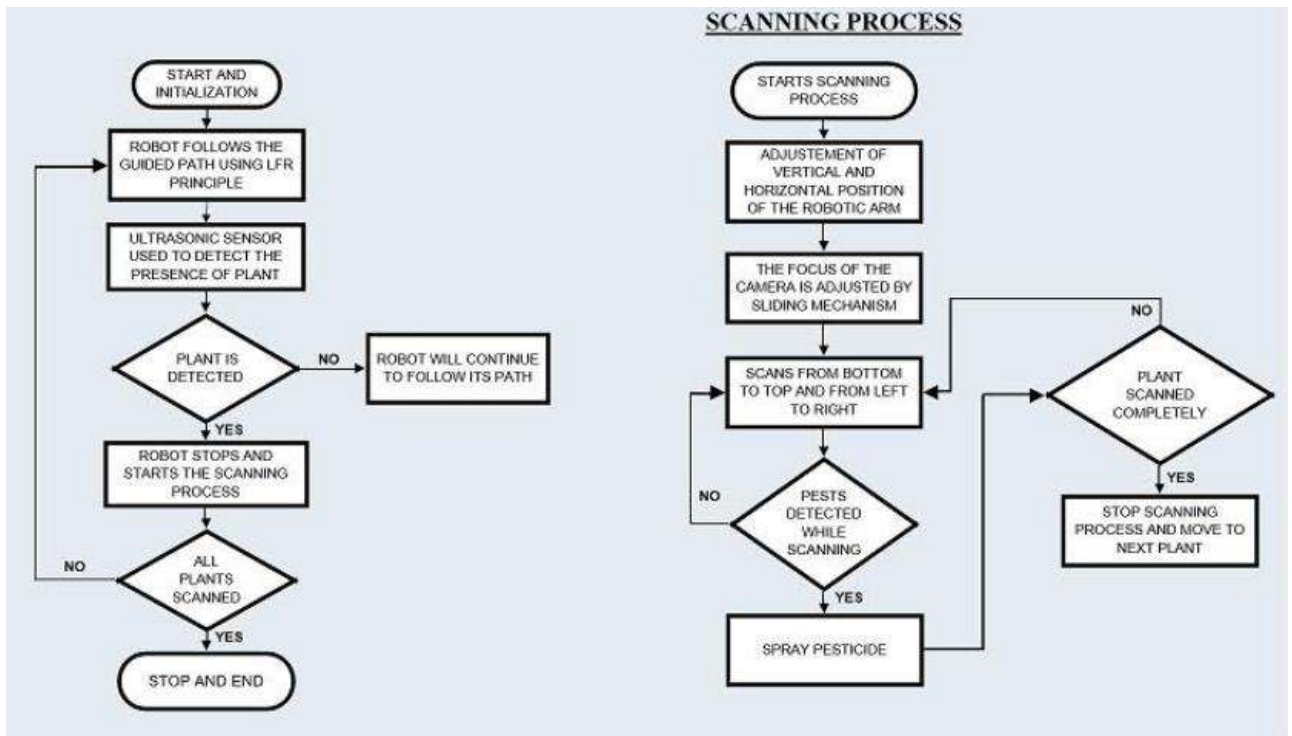 SCANNING PROCESS
START AND
INITIALIZATION
ROBOT FOLLOWS THE
GUIDED PATH USING LFR
PRINCIPLE
ULTRASONIC SENSOR
USED TO DETECT THE
PRESENCE OF PLANT
PLANT IS
DETECTED
NO
ROBOT WILL CONTINUE
TO FOLLOW ITS PATH
YES
ROBOT STOPS AND
STARTS THE SCANNING
PROCESS
ALL
PLANTS
SCANNED
NO
YES
STOP AND END
STARTS SCANNING
PROCESS
ADJUSTEMENT OF
VERTICAL AND
HORIZONTAL POSITION
OF THE ROBOTIC ARM
THE FOCUS OF THE
CAMERA IS ADJUSTED BY
SLIDING MECHANISM
SCANS FROM BOTTOM
TO TOP AND FROM LEFT
TO RIGHT
NO
PESTS
DETECTED
WHILE
SCANNING
YES
SPRAY PESTICIDE
NO
PLANT
SCANNED
COMPLETELY
YES
STOP SCANNING
PROCESS AND MOVE TO
NEXT PLANT